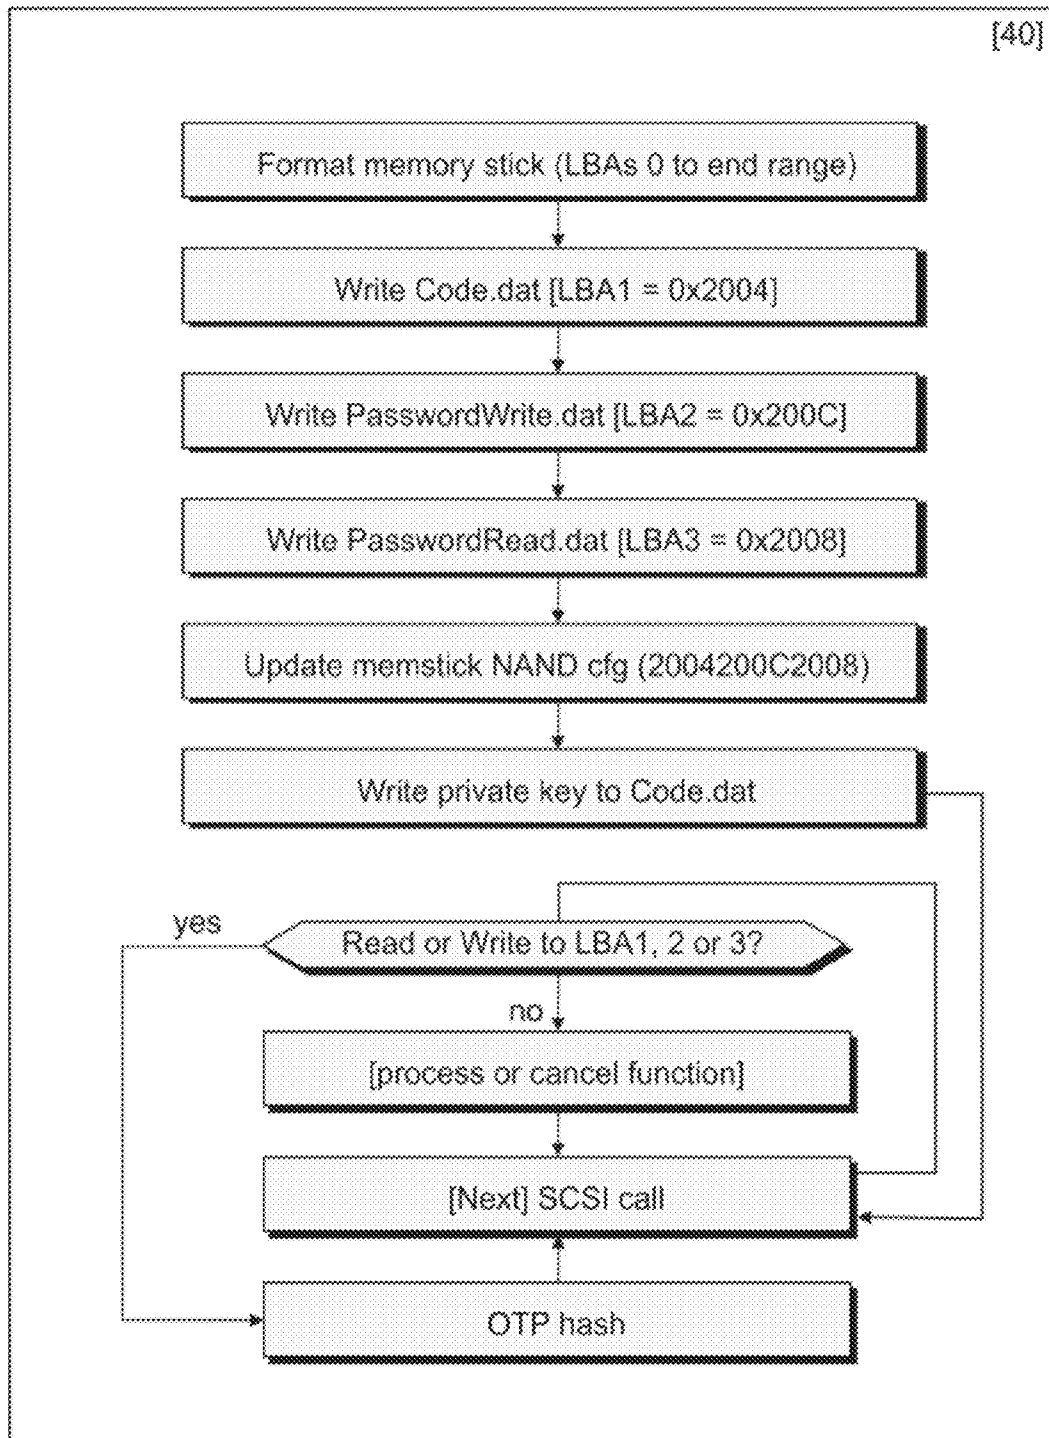 [40]
Format memory stick (LBAs 0 to end range)
Write Code.dat [LBA1 = 0x2004]
Write PasswordWrite.dat [LBA2 = 0x200C]
Write PasswordRead.dat [LBA3 = 0x2008]
Update memstick NAND cfg (2004200C2008)
Write private key to Code.dat
yes
Read or Write to LBA1, 2 or 3?
no
[process or cancel function]
[Next] SCSI call
OTP hash